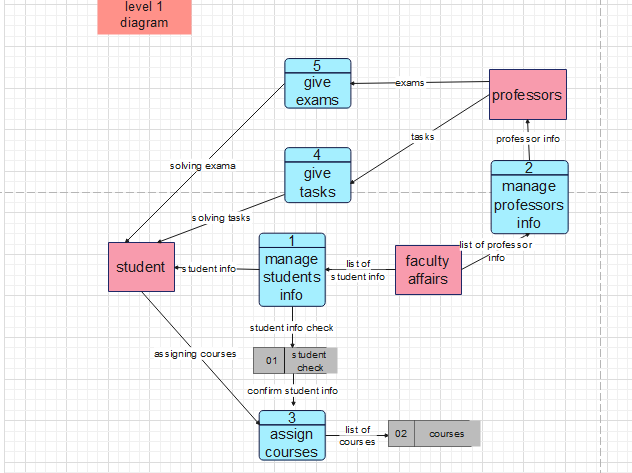 level 1
diagram
5
give
exams
exams
professors
tasks
professor info
solving exama
4
give
tasks
2
manage
professors
info
solving tasks
student
student info
1
manage
students
info
list of
student info
faculty
affairs
list of professor
info
student info check
assigning courses
01
student
check
confirm student info
3
assign
courses
list of
courses
02
courses